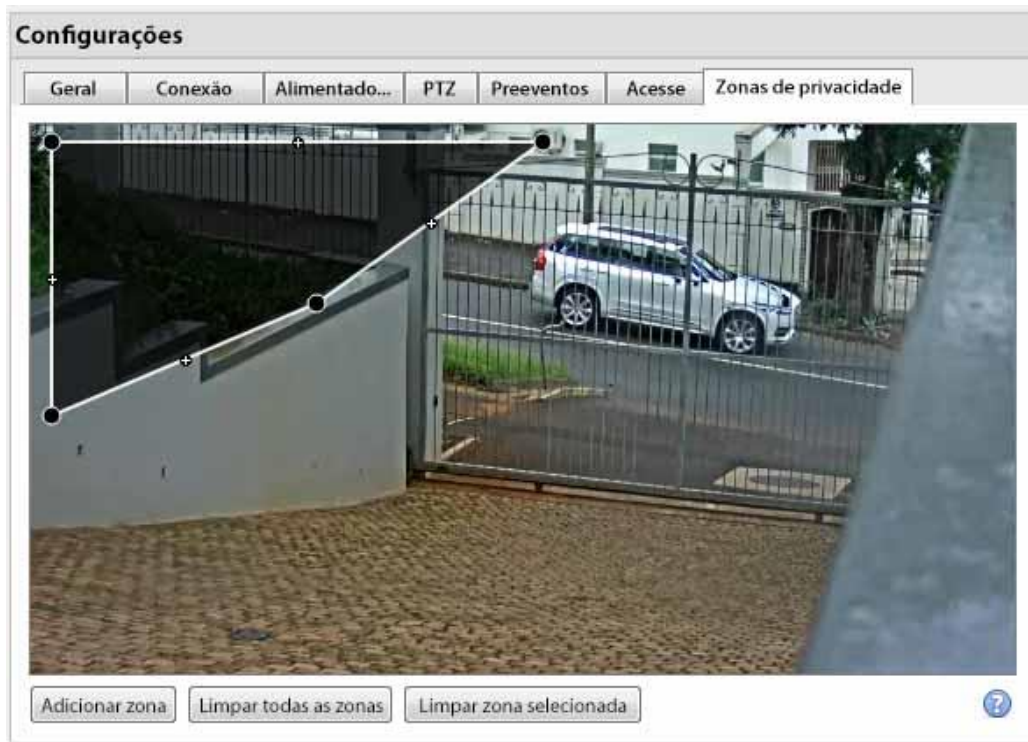 Configurações
Geral Conexão Alimentado... PTZ Preeventos Acesse Zonas de privacidade
Adicionar zona Limpar todas as zonas Limpar zona selecionada ?